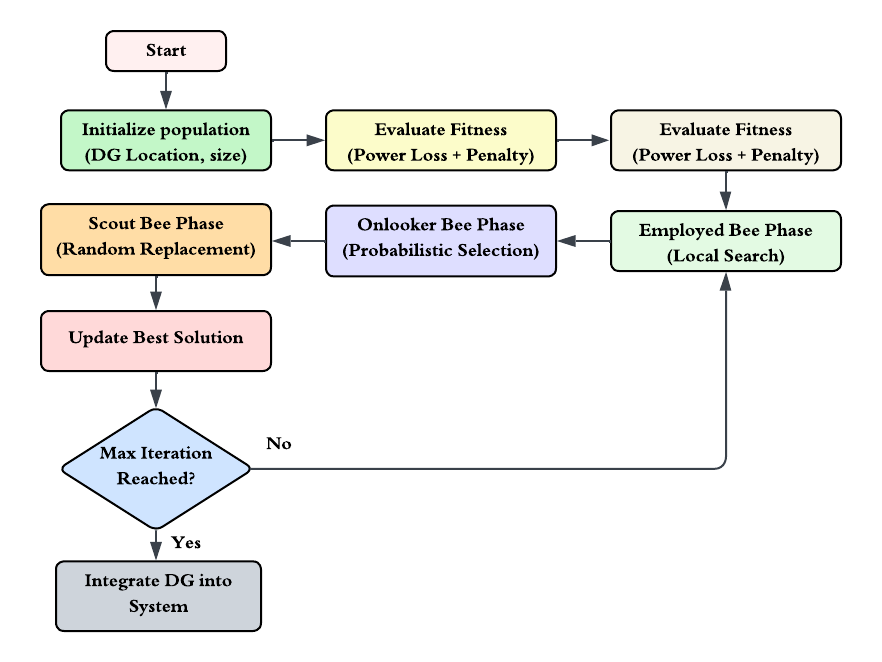 Start
Initialize population
(DG Location, size)
Evaluate Fitness
(Power Loss + Penalty)
Evaluate Fitness
(Power Loss + Penalty)
Employed Bee Phase
(Local Search)
Onlooker Bee Phase
(Probabilistic Selection)
Scout Bee Phase
(Random Replacement)
Update Best Solution
Max Iteration
Reached?
No
Yes
Integrate DG into
System